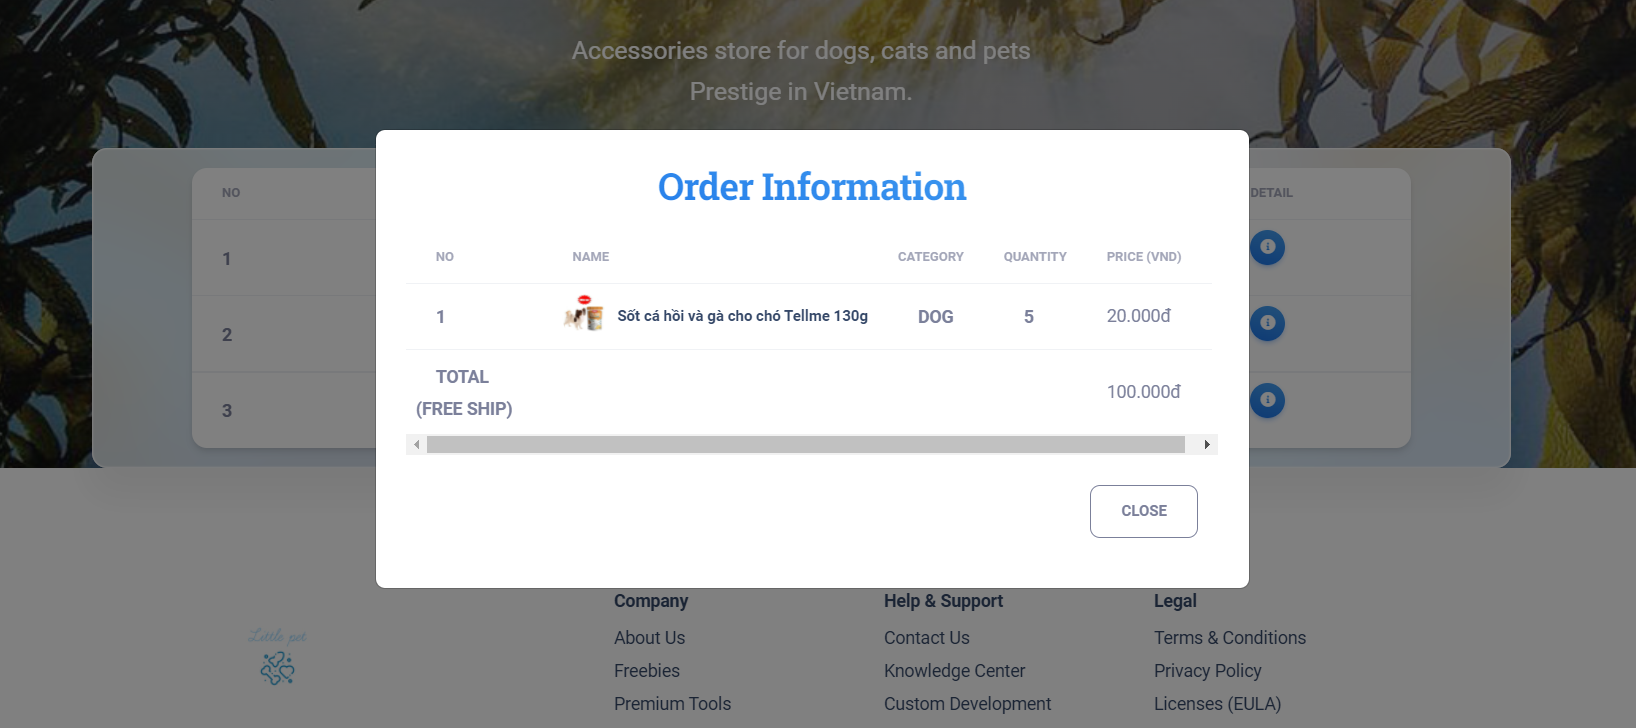 Accessories store for dogs, cats and pets
Prestige in Vietnam.
NO
DETAIL
1
2
3
Order Information
NO NAME CATEGORY QUANTITY PRICE (VND)
1 Sốt cá hồi và gà cho chó Tellme 130g DOG 5 20.000đ
TOTAL
(FREE SHIP)
100.000đ
CLOSE
Lettle pet
Company
About Us
Freebies
Premium Tools
Help & Support
Contact Us
Knowledge Center
Custom Development
Legal
Terms & Conditions
Privacy Policy
Licenses (EULA)